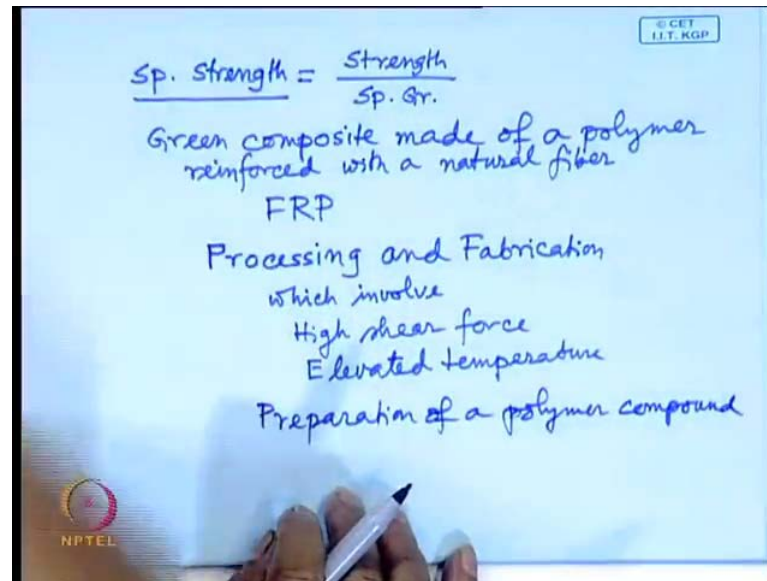 © CET
I.I.T. KGP
Sp. Strength = Strength
Sp. Gr.
Green composite made of a polymer
reinforced with a natural fiber
FRP
Processing and Fabrication
which involve
High shear force
Elevated temperature
Preparation of a polymer compound
NPTEL